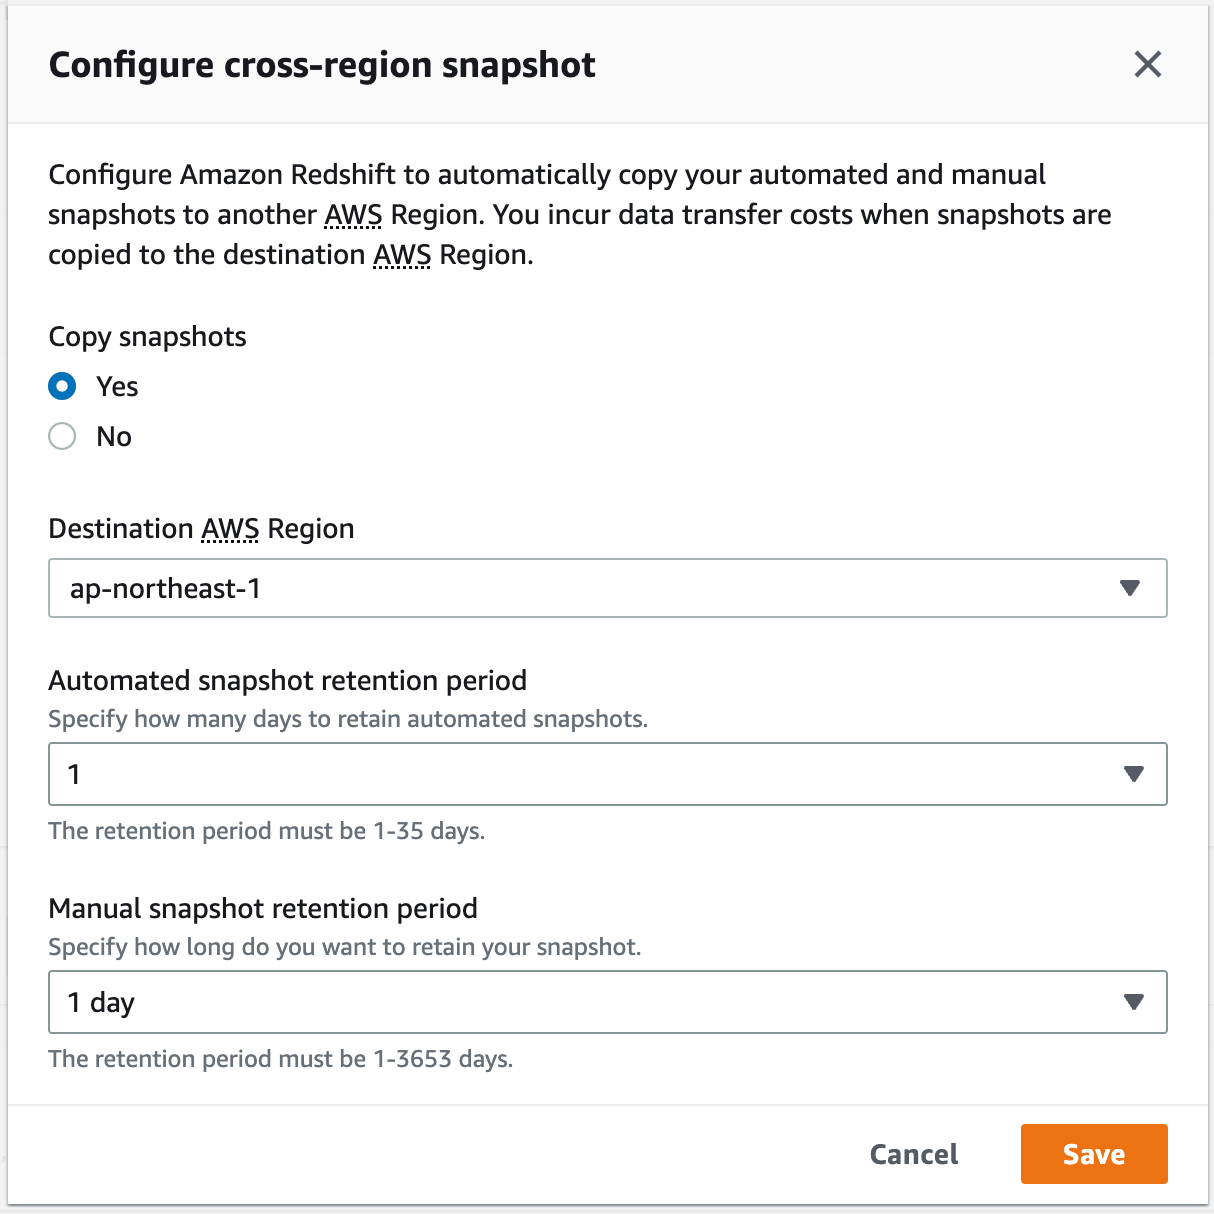 Configure cross-region snapshot
Configure Amazon Redshift to automatically copy your automated and manual
snapshots to another AWS Region. You incur data transfer costs when snapshots are
copied to the destination AWS Region.
Copy snapshots
Yes
No
Destination AWS Region
ap-northeast-1
Automated snapshot retention period
Specify how many days to retain automated snapshots.
1
The retention period must be 1-35 days.
Manual snapshot retention period
Specify how long do you want to retain your snapshot.
1 day
The retention period must be 1-3653 days.
Cancel
Save